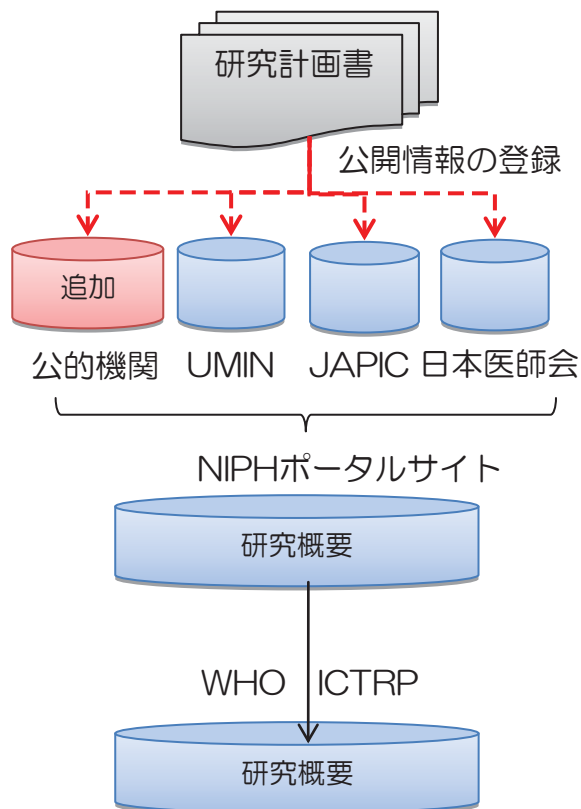 研究計画書
公開情報の登録
追加
公的機関 UMIN JAPIC 日本医師会
NIPHポータルサイト
研究概要
WHO ICTRP
研究概要